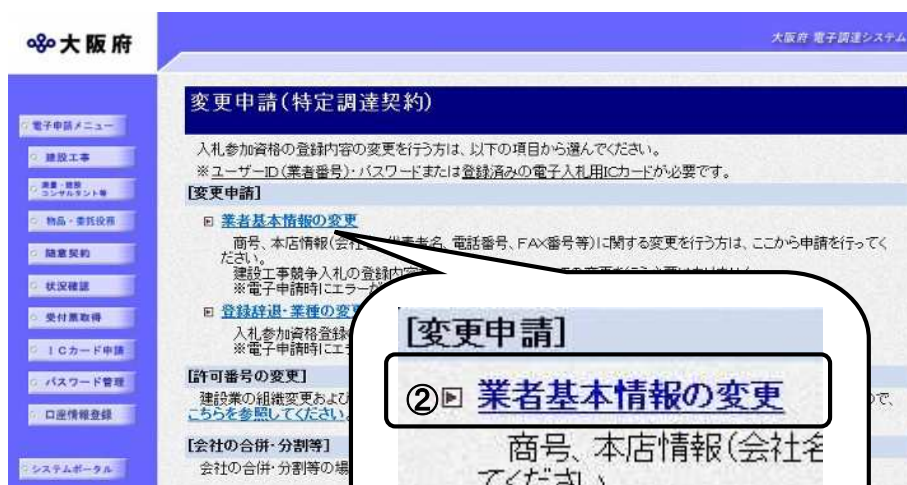 大阪府
大阪府 電子調達システム
電子申請メニュー
建設工事
測量・建設
コンサルタント等
物品・委託役務
随意契約
状況確認
受付票取得
ICカード申請
パスワード管理
口座情報登録
システムポータル
変更申請(特定調達契約)
入札参加資格の登録内容の変更を行う方は、以下の項目から選んでください。
※ユーザーID(業者番号)・パスワードまたは登録済みの電子入札用ICカードが必要です。
[変更申請]
業者基本情報の変更
商号、本店情報(会社名、代表者名、電話番号、FAX番号等)に関する変更を行う方は、ここから申請を行ってく
ださい。
建設工事競争入札の登録内容
※電子申請時にエラーが
登録辞退・業種の変更
入札参加資格登録
※電子申請時にエラ
[許可番号の変更]
建設業の組織変更および
ので、
こちらを参照してください。
[会社の合併・分割等]
会社の合併・分割等の場
[変更申請]
②業者基本情報の変更
商号、本店情報(会社名
てください